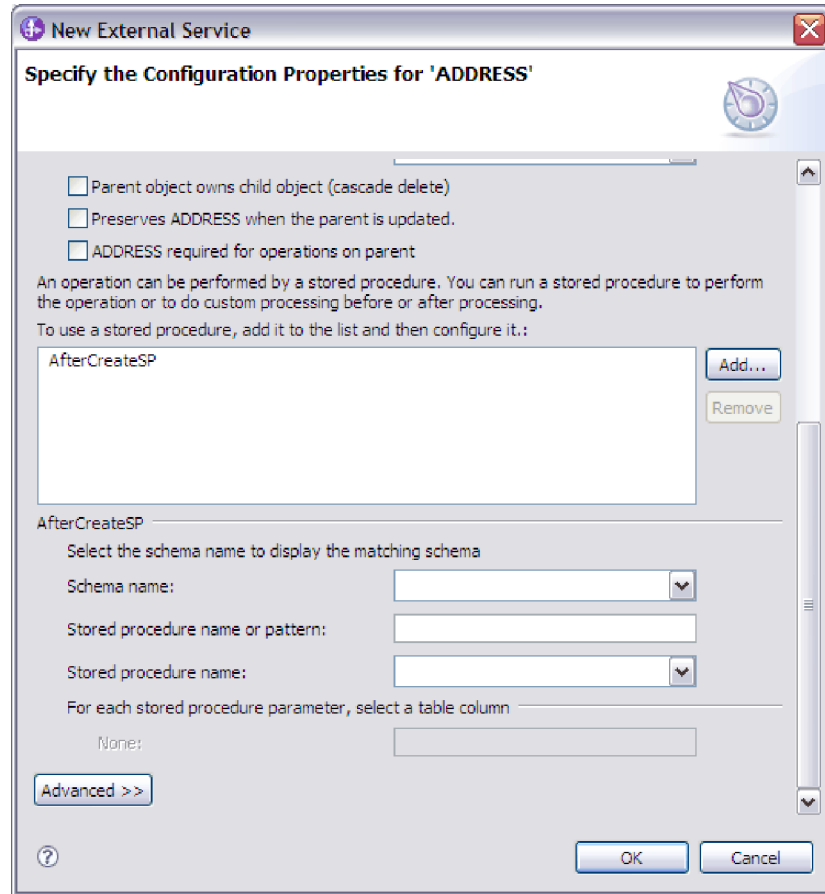 New External Service
Specify the Configuration Properties for 'ADDRESS'
Parent object owns child object (cascade delete)
Preserves ADDRESS when the parent is updated.
ADDRESS required for operations on parent
An operation can be performed by a stored procedure. You can run a stored procedure to perform
the operation or to do custom processing before or after processing.
To use a stored procedure, add it to the list and then configure it.:
AfterCreateSP
Add...
Remove
AfterCreateSP
Select the schema name to display the matching schema
Schema name:
Stored procedure name or pattern:
Stored procedure name:
For each stored procedure parameter, select a table column
None:
Advanced >>
?
OK
Cancel